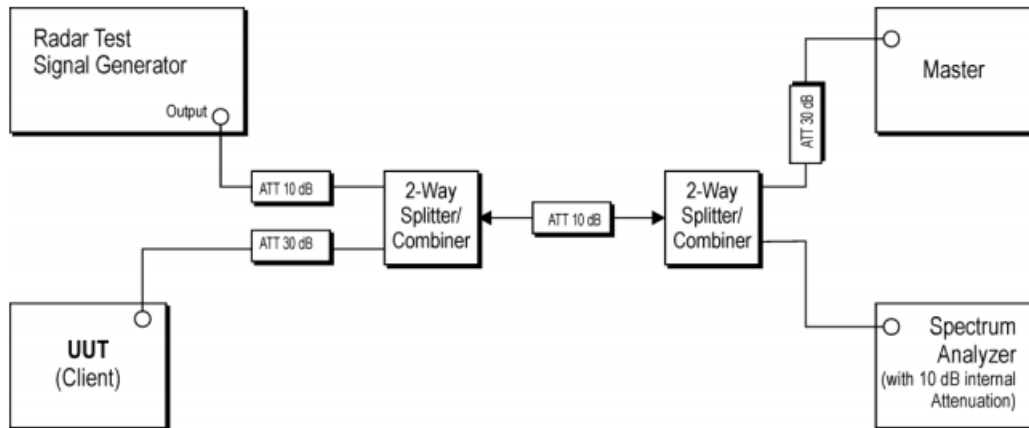 Radar Test
Signal Generator
Output
ATT 10 dB
2-Way
Splitter/
Combiner
ATT 30 dB
UUT
(Client)
ATT 10 dB
2-Way
Splitter/
Combiner
ATT 30 dB
Master
Spectrum
Analyzer
(with 10 dB internal
Attenuation)